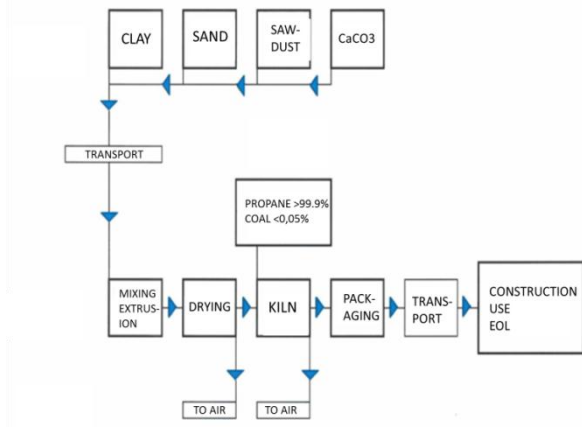 CLAY
SAND
SAW-
DUST
CaCO3
TRANSPORT
PROPANE >99.9%
COAL <0,05%
MIXING
EXTRUS-
ION
DRYING
KILN
PACK-
AGING
TRANS-
PORT
CONSTRUCTION
USE
EOL
TO AIR
TO AIR